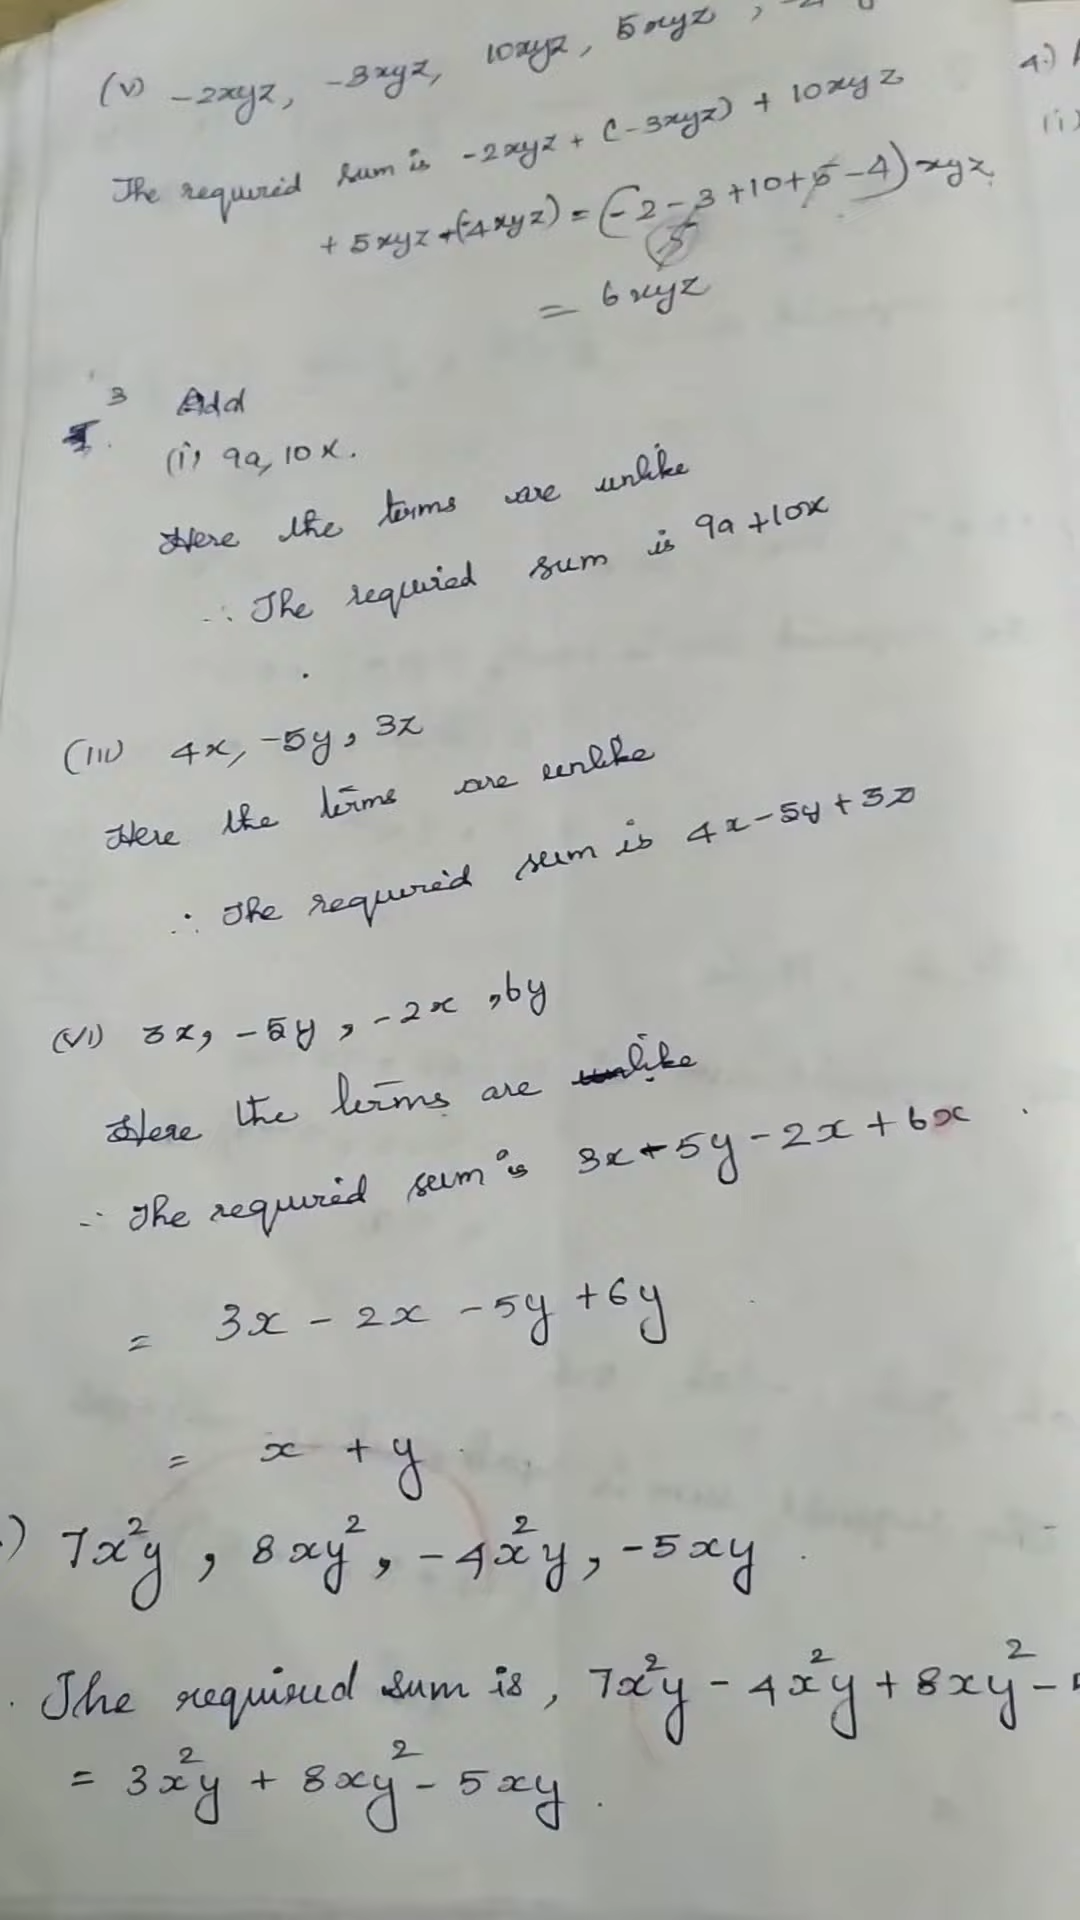 (v) -2xyz, -3xyz, 10xyz, 5xyz,
The required sum is -2xyz + (-3xyz) + 10xyz
+ 5xyz +(-4xyz) = (-2-3+10+5-4)xyz
= 6xyz
3 Add
(i) 9a, 10x.
Here the terms are unlike
∴ The required sum is 9a+10x
(iii) 4x, -5y, 3z
Here the terms are unlike
∴ The required sum is 4x-5y+3z
(vi) 3x, -5y, -2x, 6y
Here the terms are like
∴ The required sum is 3x-5y-2x+6x
= 3x - 2x -5y +6y
= x + y
) 7x²y, 8xy², -4x²y, -5xy.
The required sum is, 7x²y - 4x²y + 8xy² -
= 3x²y + 8xy² - 5xy.
4.)
(i)